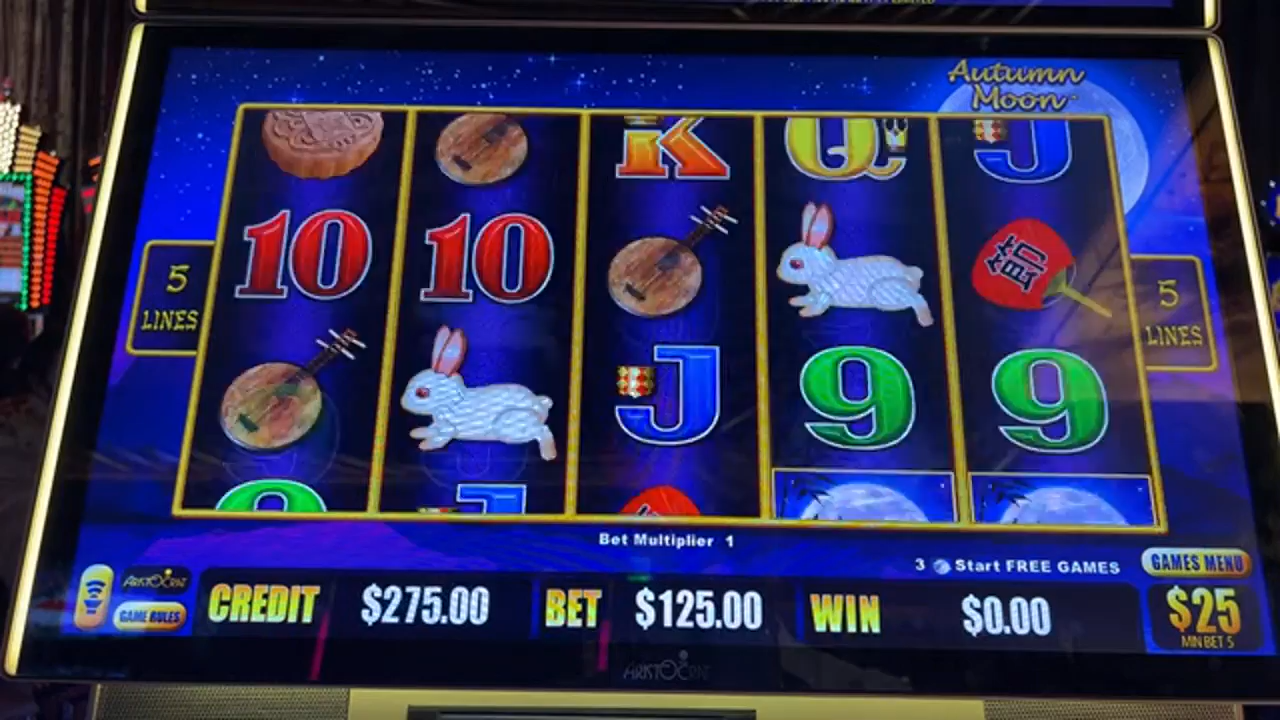 Autumn
Moon
K Q J
10 10
5
LINES
5
LINES
J 9 9
9 J
Bet Multiplier 1
3 Start FREE GAMES
GAMES MENU
ARISTOCRAT
GAME RULES
CREDIT $275.00 BET $125.00 WIN $0.00
$25
MIN BET 5
ARISTOCRAT